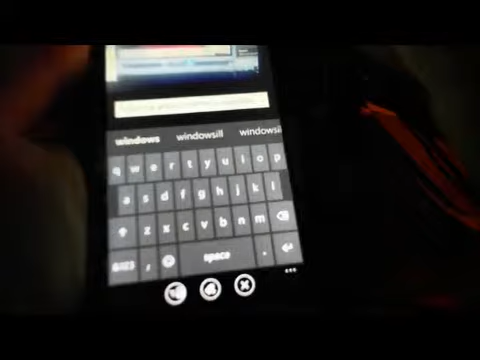 windows windowsill windowsil
q w e r t y u i o p
a s d f g h j k l
z x c v b n m
&123 , space .